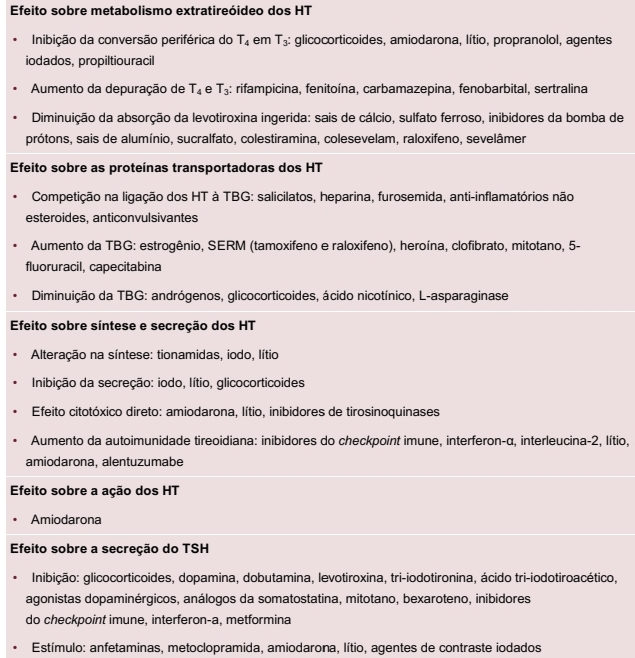 Efeito sobre metabolismo extratireóideo dos HT
• Inibição da conversão periférica do T₄ em T₃: glicocorticoides, amiodarona, lítio, propranolol, agentes
iodados, propiltiouracil
• Aumento da depuração de T₄ e T₃: rifampicina, fenitoína, carbamazepina, fenobarbital, sertralina
• Diminuição da absorção da levotiroxina ingerida: sais de cálcio, sulfato ferroso, inibidores da bomba de
prótons, sais de alumínio, sucralfato, colestiramina, colesevelam, raloxifeno, sevelâmer
Efeito sobre as proteínas transportadoras dos HT
• Competição na ligação dos HT à TBG: salicilatos, heparina, furosemida, anti-inflamatórios não
esteroides, anticonvulsivantes
• Aumento da TBG: estrogênio, SERM (tamoxifeno e raloxifeno), heroína, clofibrato, mitotano, 5-
fluoruracil, capecitabina
• Diminuição da TBG: andrógenos, glicocorticoides, ácido nicotínico, L-asparaginase
Efeito sobre síntese e secreção dos HT
• Alteração na síntese: tionamidas, iodo, lítio
• Inibição da secreção: iodo, lítio, glicocorticoides
• Efeito citotóxico direto: amiodarona, lítio, inibidores de tirosinoquinases
• Aumento da autoimunidade tireoidiana: inibidores do checkpoint imune, interferon-α, interleucina-2, lítio,
amiodarona, alentuzumabe
Efeito sobre a ação dos HT
• Amiodarona
Efeito sobre a secreção do TSH
• Inibição: glicocorticoides, dopamina, dobutamina, levotiroxina, tri-iodotironina, ácido tri-iodotiroacético,
agonistas dopaminérgicos, análogos da somatostatina, mitotano, bexaroteno, inibidores
do checkpoint imune, interferon-a, metformina
• Estímulo: anfetaminas, metoclopramida, amiodarona, lítio, agentes de contraste iodados